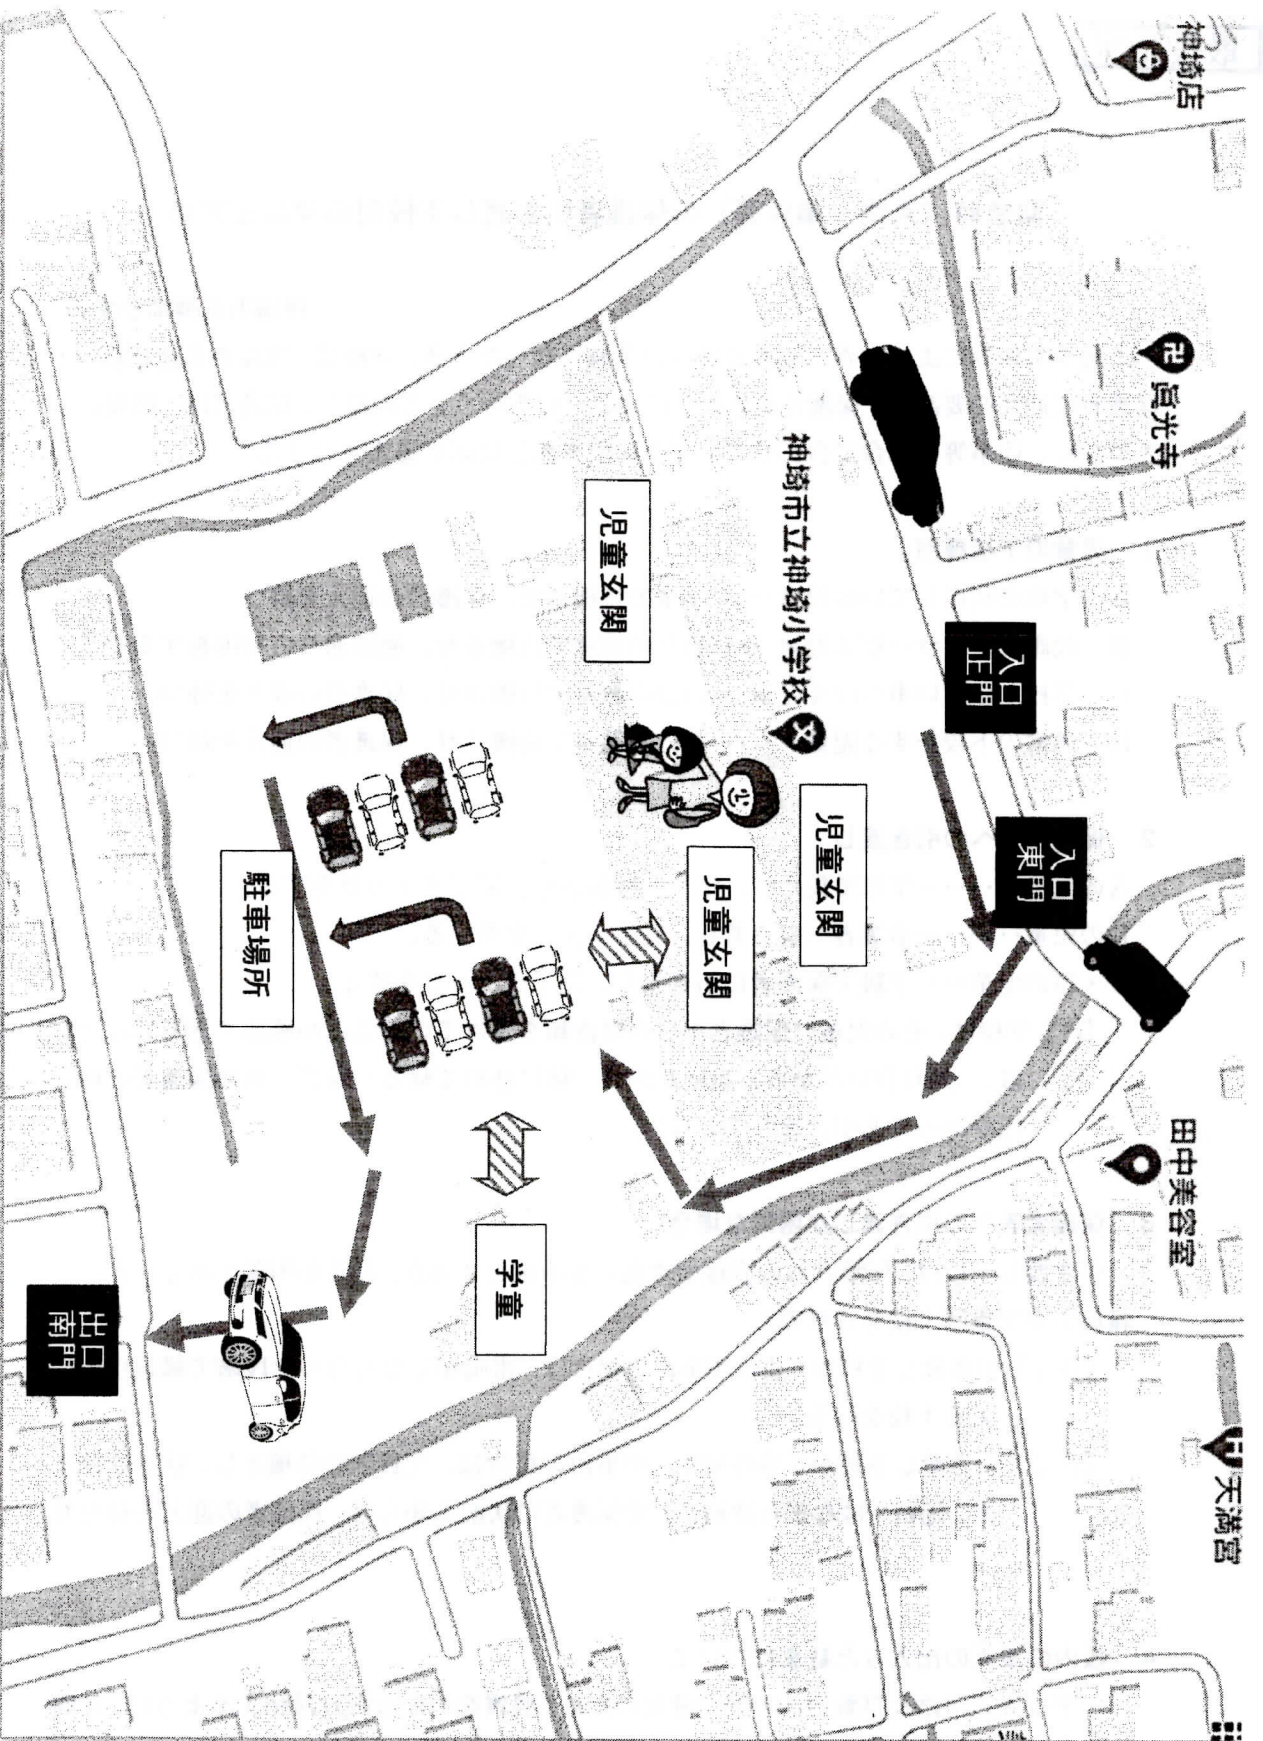 神埼店
眞光寺
田中美容室
天満宮
入口
東門
入口
正門
神埼市立神埼小学校
文
児童玄関
児童玄関
児童玄関
学童
駐車場所
出口
南門